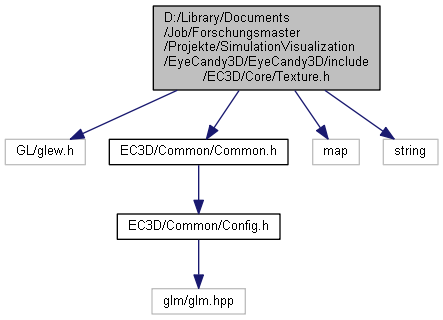 D:/Library/Documents
/Job/Forschungsmaster
/Projekte/SimulationVisualization
/EyeCandy3D/EyeCandy3D/include
/EC3D/Core/Texture.h
GL/glew.h
EC3D/Common/Common.h
map
string
EC3D/Common/Config.h
glm/glm.hpp